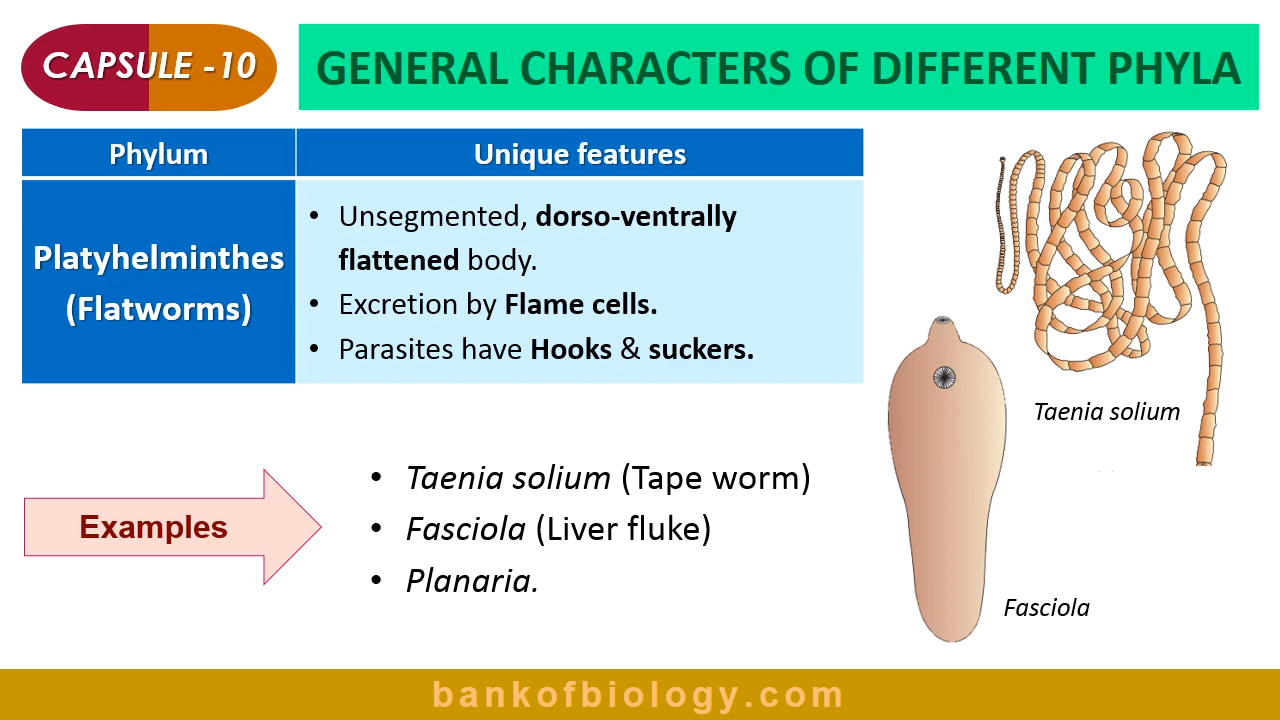 CAPSULE -10
GENERAL CHARACTERS OF DIFFERENT PHYLA
Phylum
Unique features
Platyhelminthes
(Flatworms)
• Unsegmented, dorso-ventrally
flattened body.
• Excretion by Flame cells.
• Parasites have Hooks & suckers.
Taenia solium
Examples
• Taenia solium (Tape worm)
• Fasciola (Liver fluke)
• Planaria.
Fasciola
bankofbiology.com